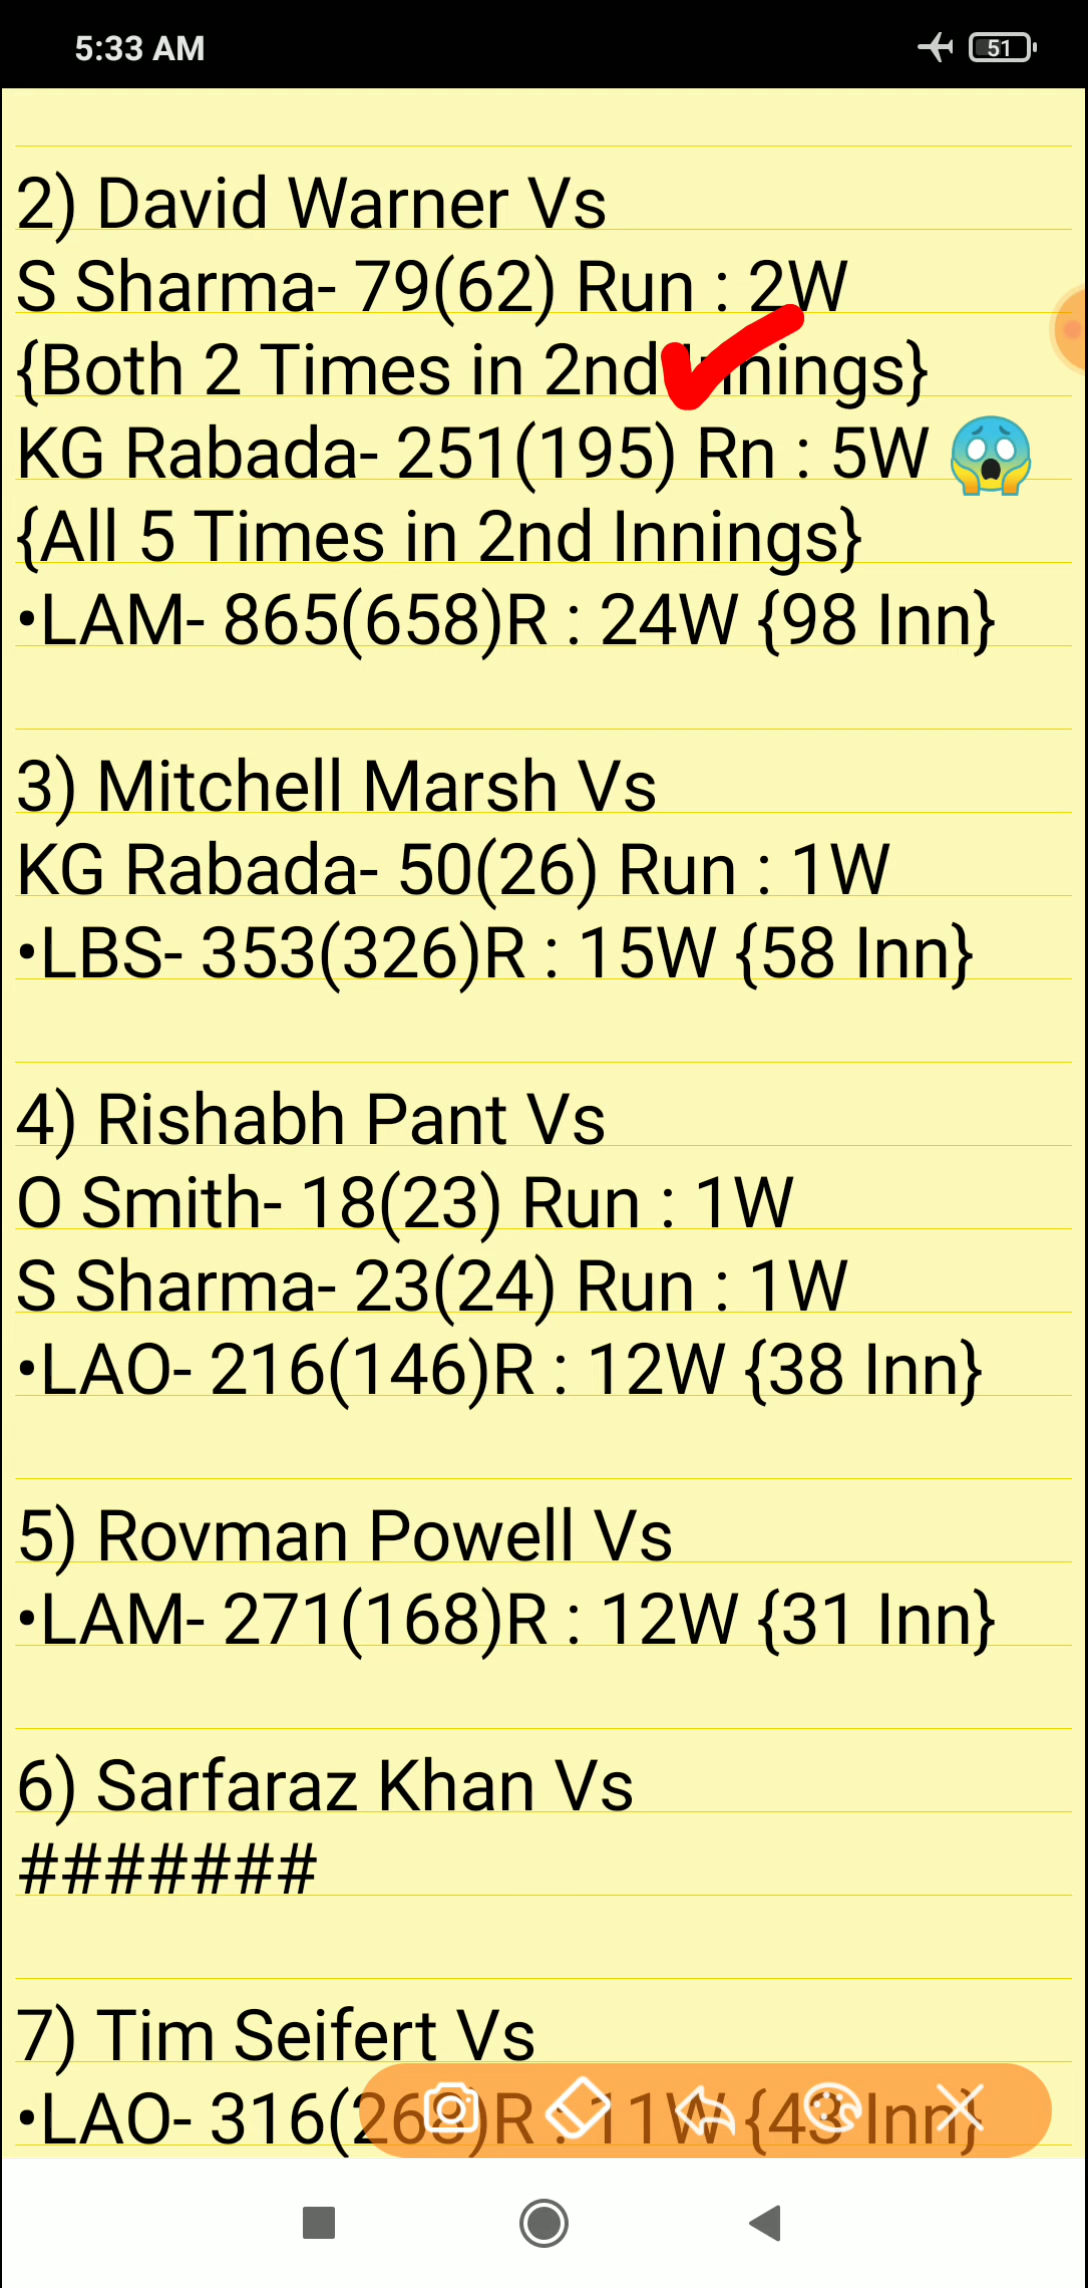 5:33 AM
51
2) David Warner Vs
S Sharma- 79(62) Run : 2W
{Both 2 Times in 2nd Innings}
KG Rabada- 251(195) Rn : 5W 😱
{All 5 Times in 2nd Innings}
•LAM- 865(658)R : 24W {98 Inn}
3) Mitchell Marsh Vs
KG Rabada- 50(26) Run : 1W
•LBS- 353(326)R : 15W {58 Inn}
4) Rishabh Pant Vs
O Smith- 18(23) Run : 1W
S Sharma- 23(24) Run : 1W
•LAO- 216(146)R : 12W {38 Inn}
5) Rovman Powell Vs
•LAM- 271(168)R : 12W {31 Inn}
6) Sarfaraz Khan Vs
#######
7) Tim Seifert Vs
•LAO- 316(268)R : 11W {43 Inn}